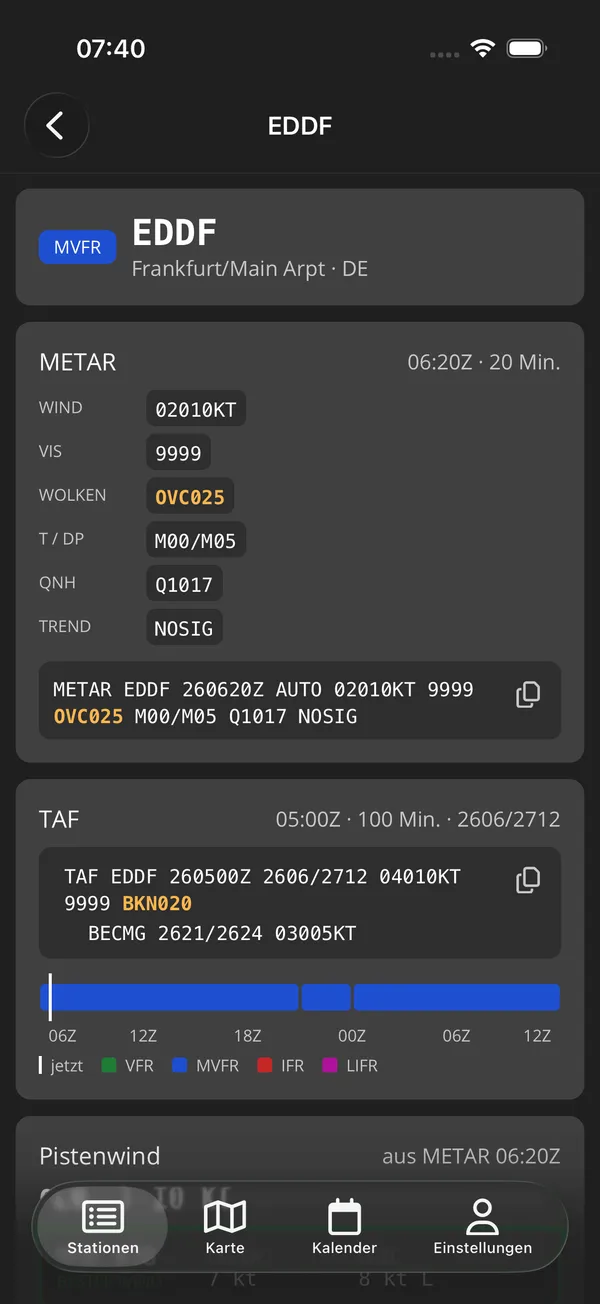 07:40
EDDF
MVFR
EDDF
Frankfurt/Main Arpt · DE
METAR
06:20Z · 20 Min.
WIND
02010KT
VIS
9999
WOLKEN
OVC025
T / DP
M00/M05
QNH
Q1017
TREND
NOSIG
METAR EDDF 260620Z AUTO 02010KT 9999
OVC025 M00/M05 Q1017 NOSIG
TAF
05:00Z · 100 Min. · 2606/2712
TAF EDDF 260500Z 2606/2712 04010KT
9999 BKN020
BECMG 2621/2624 03005KT
06Z 12Z 18Z 00Z 06Z 12Z
jetzt VFR MVFR IFR LIFR
Pistenwind
aus METAR 06:20Z
Stationen Karte Kalender Einstellungen
7 kt 8 kt L